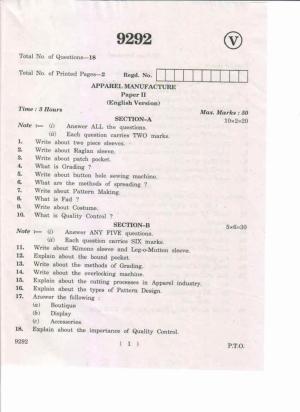 9292
V
Total No. of Questions—18
Total No. of Printed Pages—2 Regd. No.
APPAREL MANUFACTURE
Paper II
(English Version)
Time : 3 Hours Max. Marks : 50
SECTION-A 10×2=20
Note :— (i) Answer ALL the questions.
(ii) Each question carries TWO marks.
1. Write about two piece sleeves.
2. Write about Raglan sleeve.
3. Write about patch pocket.
4. What is Grading ?
5. Write about button hole sewing machine.
6. What are the methods of spreading ?
7. Write about Pattern Making.
8. What is Fad ?
9. Write about Costume.
10. What is Quality Control ?
SECTION-B 5×6=30
Note :— (i) Answer ANY FIVE questions.
(ii) Each question carries SIX marks.
11. Write about Kimono sleeve and Leg-o-Mutton sleeve.
12. Explain about the bound pocket.
13. Write about the methods of Grading.
14. Write about the overlocking machine.
15. Explain about the cutting processes in Apparel industry.
16. Explain about the types of Pattern Design.
17. Answer the following :
(a) Boutique
(b) Display
(c) Accessories
18. Explain about the importance of Quality Control.
9292 ( 1 ) P.T.O.